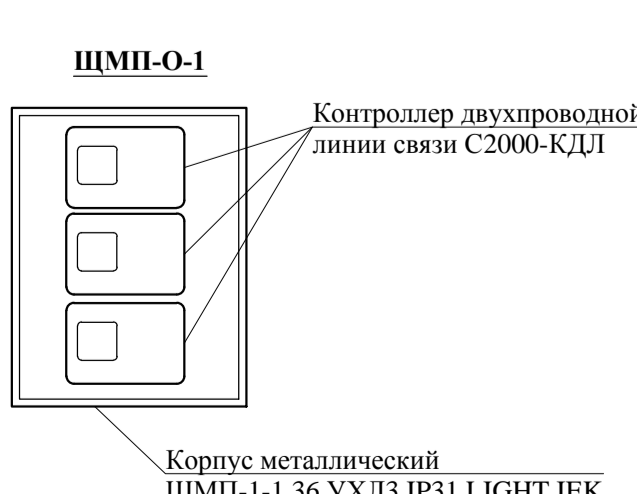 ЩМП-О-1
Контроллер двухпроводной
линии связи С2000-КДЛ
Корпус металлический
ЩМП-1-1 36 УХЛ3 IP31 LIGHT IEK